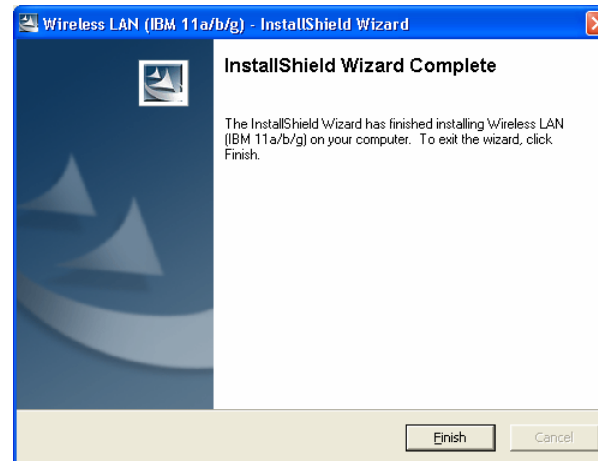 Wireless LAN (IBM 11a/b/g) - InstallShield Wizard
InstallShield Wizard Complete
The InstallShield Wizard has finished installing Wireless LAN
(IBM 11a/b/g) on your computer. To exit the wizard, click
Finish.
Finish
Cancel